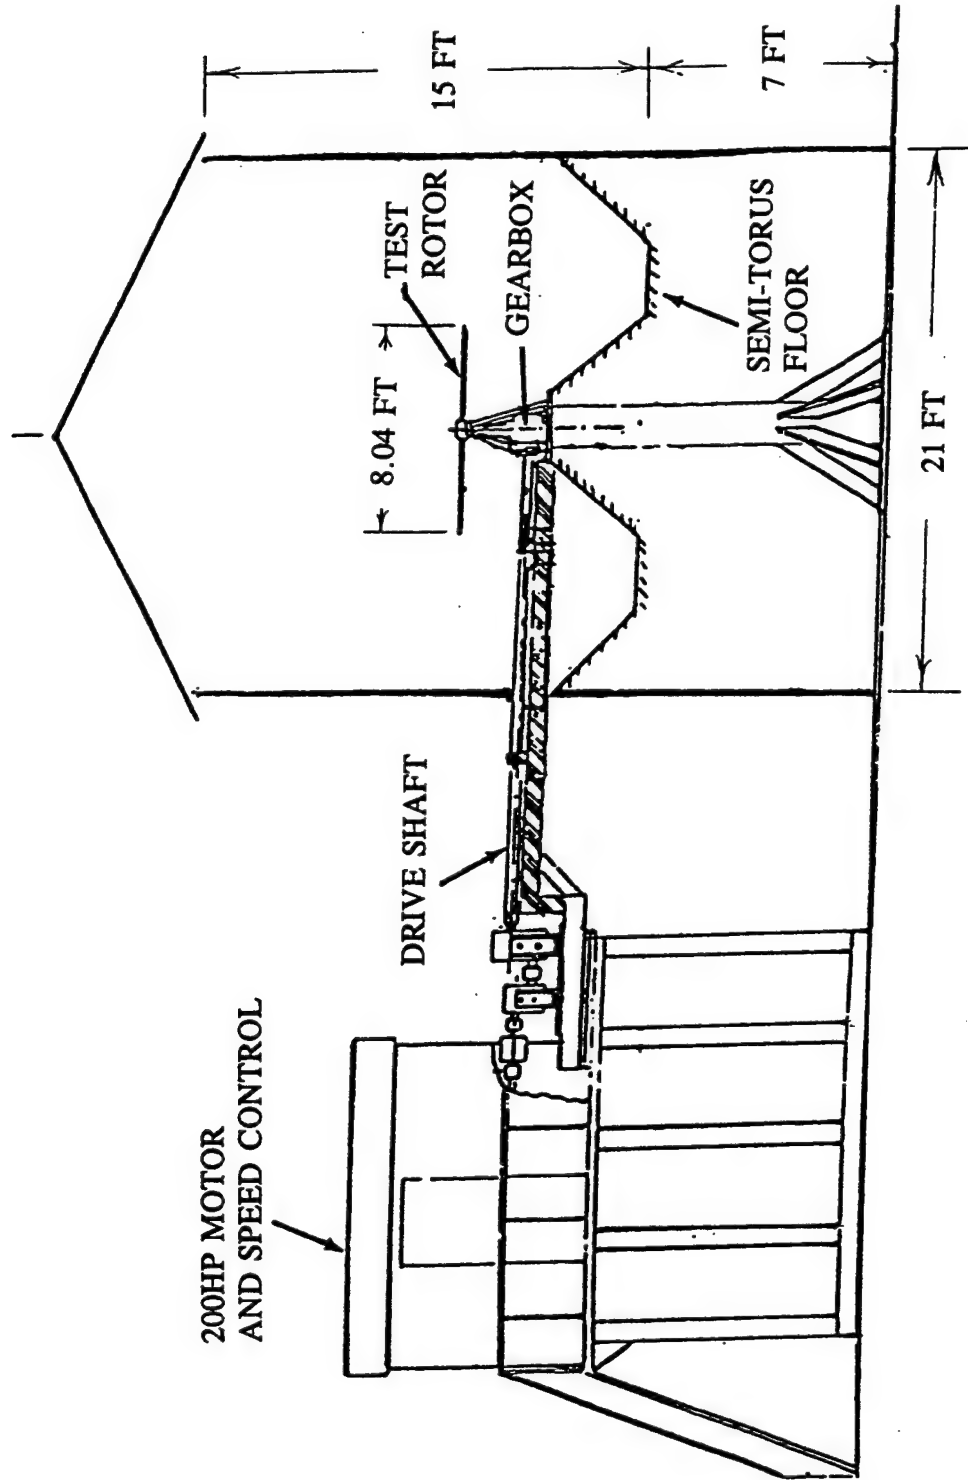 200HP MOTOR
AND SPEED CONTROL
DRIVE SHAFT
8.04 FT
TEST
ROTOR
GEARBOX
SEMI-TORUS
FLOOR
15 FT
7 FT
21 FT